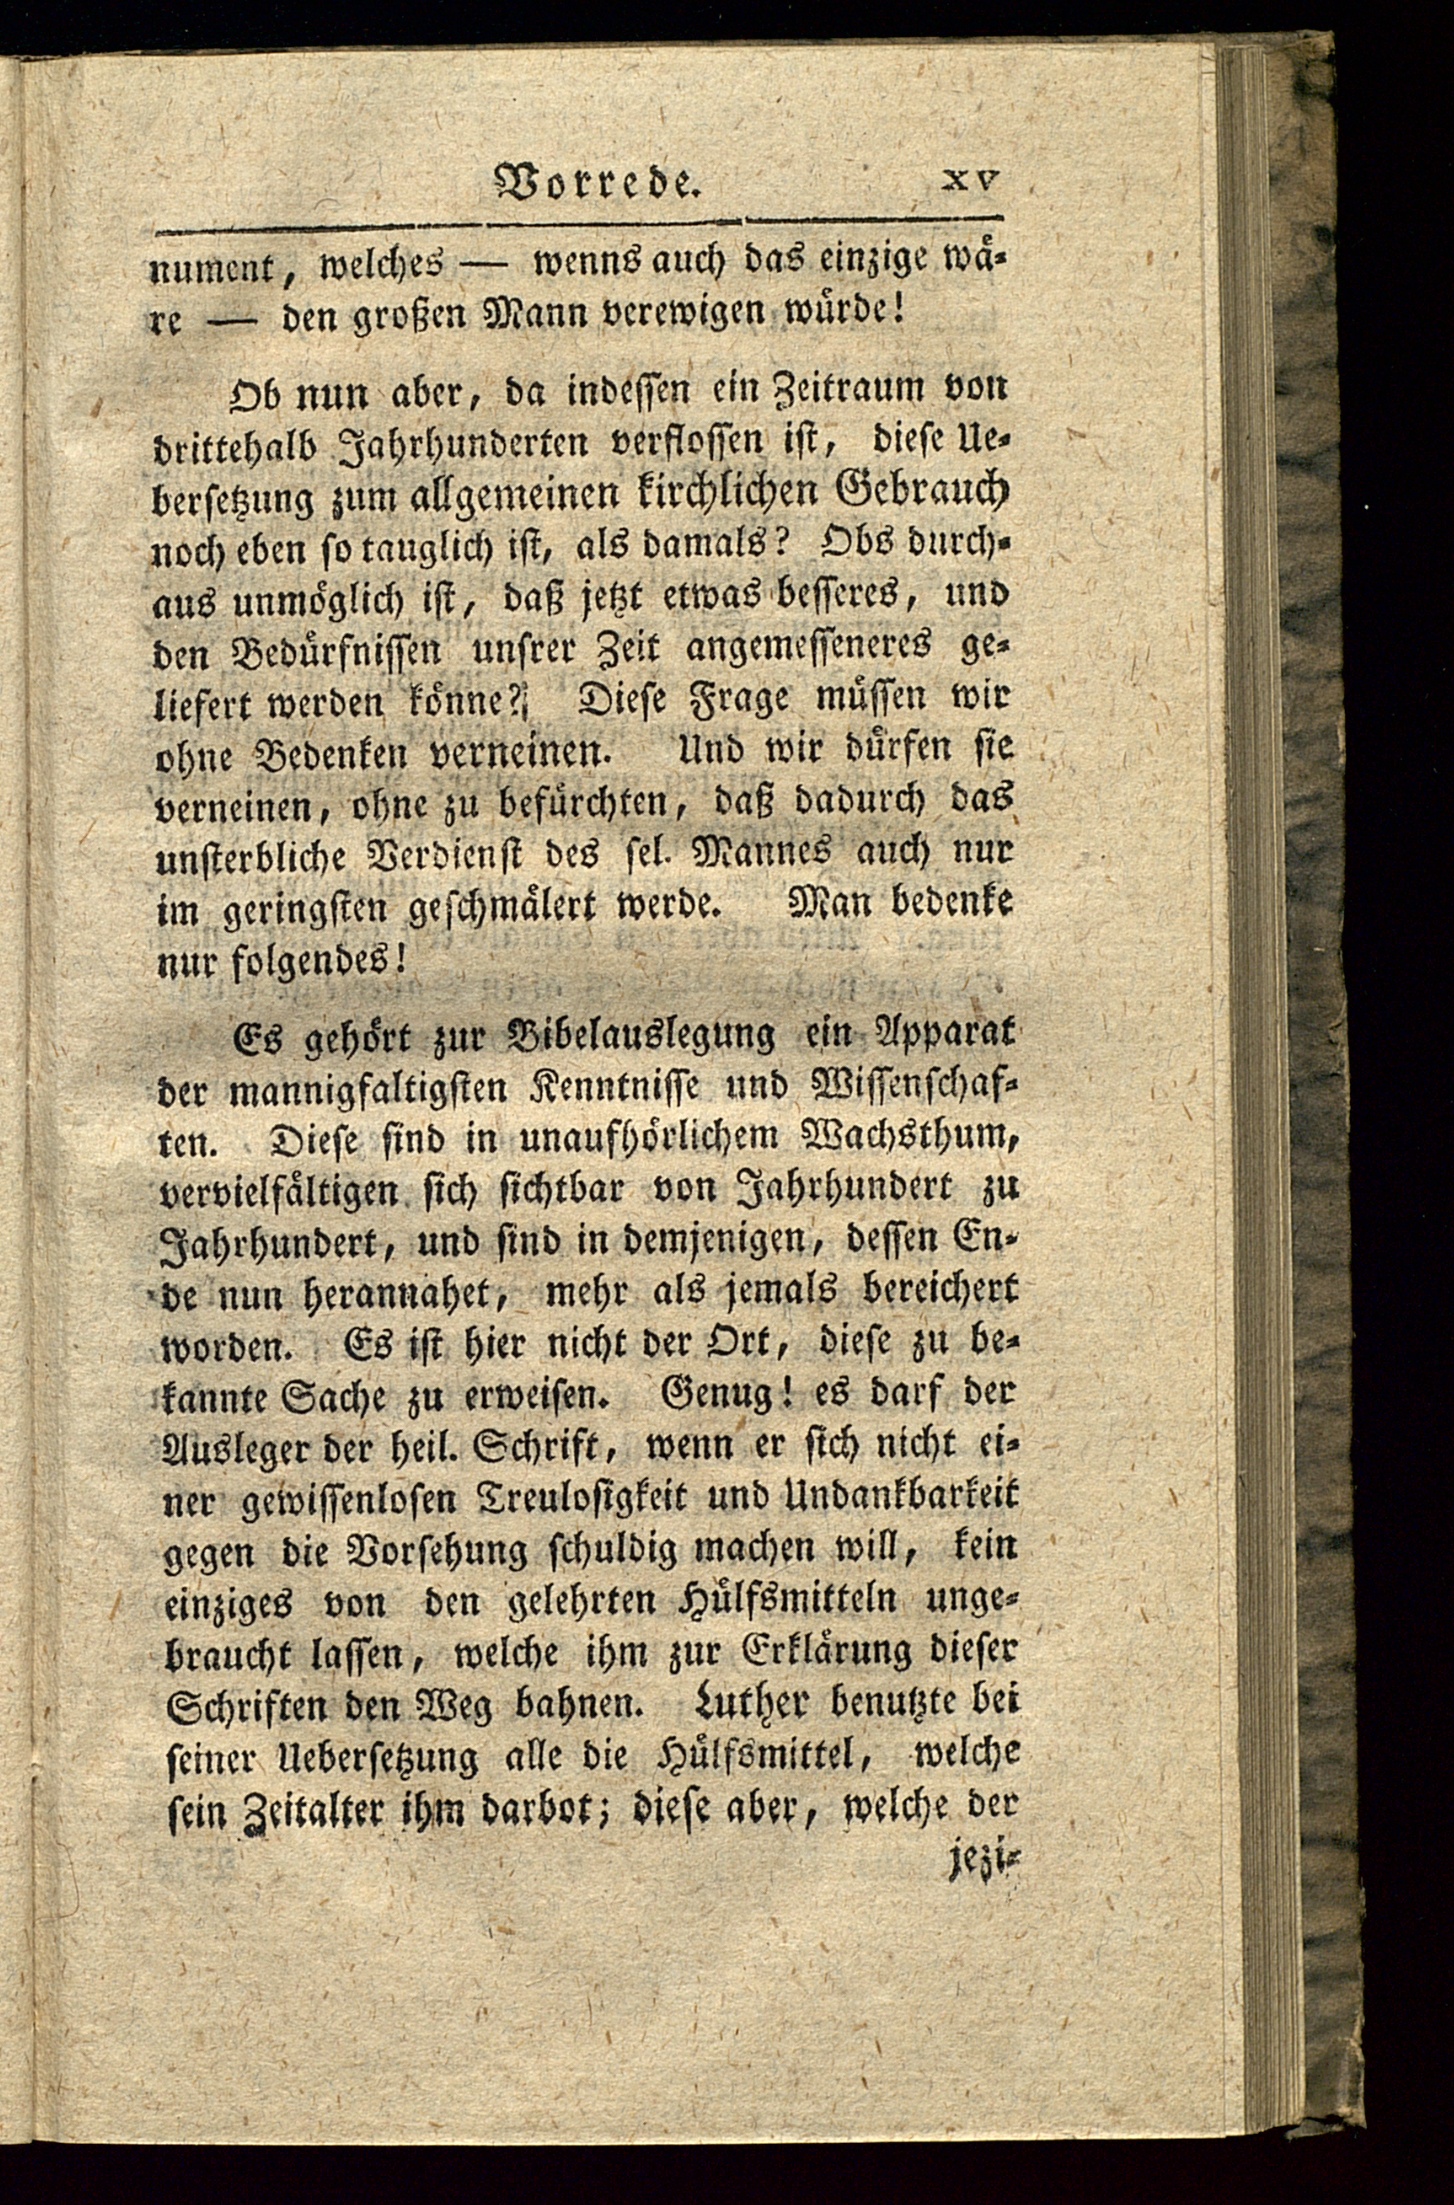 Vorrede. XV
nument, welches — wenns auch das einzige wä-
re — den großen Mann verewigen würde!
Ob nun aber, da indessen ein Zeitraum von
drittehalb Jahrhunderten verflossen ist, diese Ue-
bersetzung zum allgemeinen kirchlichen Gebrauch
noch eben so tauglich ist, als damals? Obs durch-
aus unmöglich ist, daß jetzt etwas besseres, und
den Bedürfnissen unsrer Zeit angemesseneres ge-
liefert werden könne? Diese Frage müssen wir
ohne Bedenken verneinen. Und wir dürfen sie
verneinen, ohne zu befürchten, daß dadurch das
unsterbliche Verdienst des sel. Mannes auch nur
im geringsten geschmälert werde. Man bedenke
nur folgendes!
Es gehört zur Bibelauslegung ein Apparat
der mannigfaltigsten Kenntnisse und Wissenschaf-
ten. Diese sind in unaufhörlichem Wachsthum,
vervielfältigen sich sichtbar von Jahrhundert zu
Jahrhundert, und sind in demjenigen, dessen En-
de nun herannahet, mehr als jemals bereichert
worden. Es ist hier nicht der Ort, diese zu be-
kannte Sache zu erweisen. Genug! es darf der
Ausleger der heil. Schrift, wenn er sich nicht ei-
ner gewissenlosen Treulosigkeit und Undankbarkeit
gegen die Vorsehung schuldig machen will, kein
einziges von den gelehrten Hülfsmitteln unge-
braucht lassen, welche ihm zur Erklärung dieser
Schriften den Weg bahnen. Luther benutzte bei
seiner Uebersetzung alle die Hülfsmittel, welche
sein Zeitalter ihm darbot; diese aber, welche der
jezi-